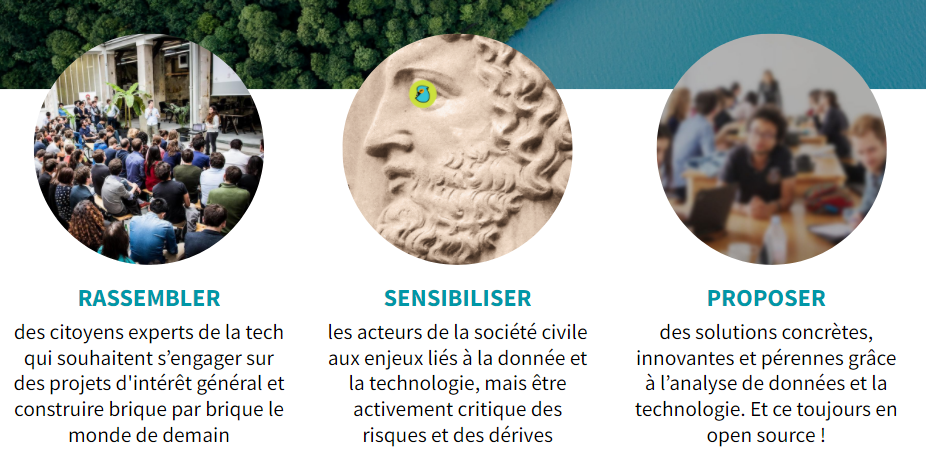 RASSEMBLER
des citoyens experts de la tech
qui souhaitent s’engager sur
des projets d'intérêt général et
construire brique par brique le
monde de demain
SENSIBILISER
les acteurs de la société civile
aux enjeux liés à la donnée et
la technologie, mais être
activement critique des
risques et des dérives
PROPOSER
des solutions concrètes,
innovantes et pérennes grâce
à l’analyse de données et la
technologie. Et ce toujours en
open source !